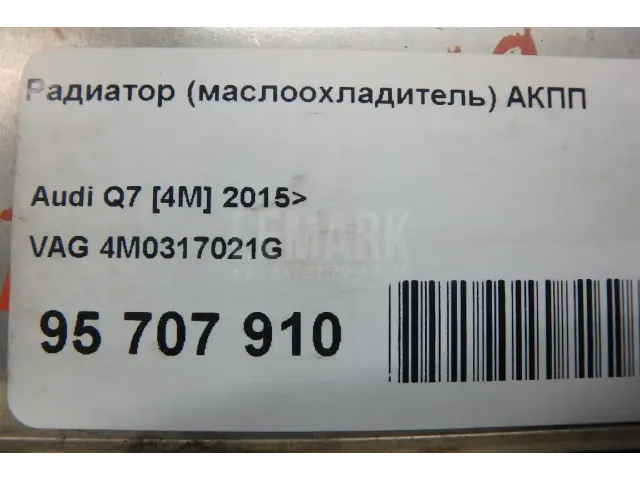 Радиатор (маслоохладитель) АКПП
Audi Q7 [4M] 2015>
VAG 4M0317021G
95 707 910